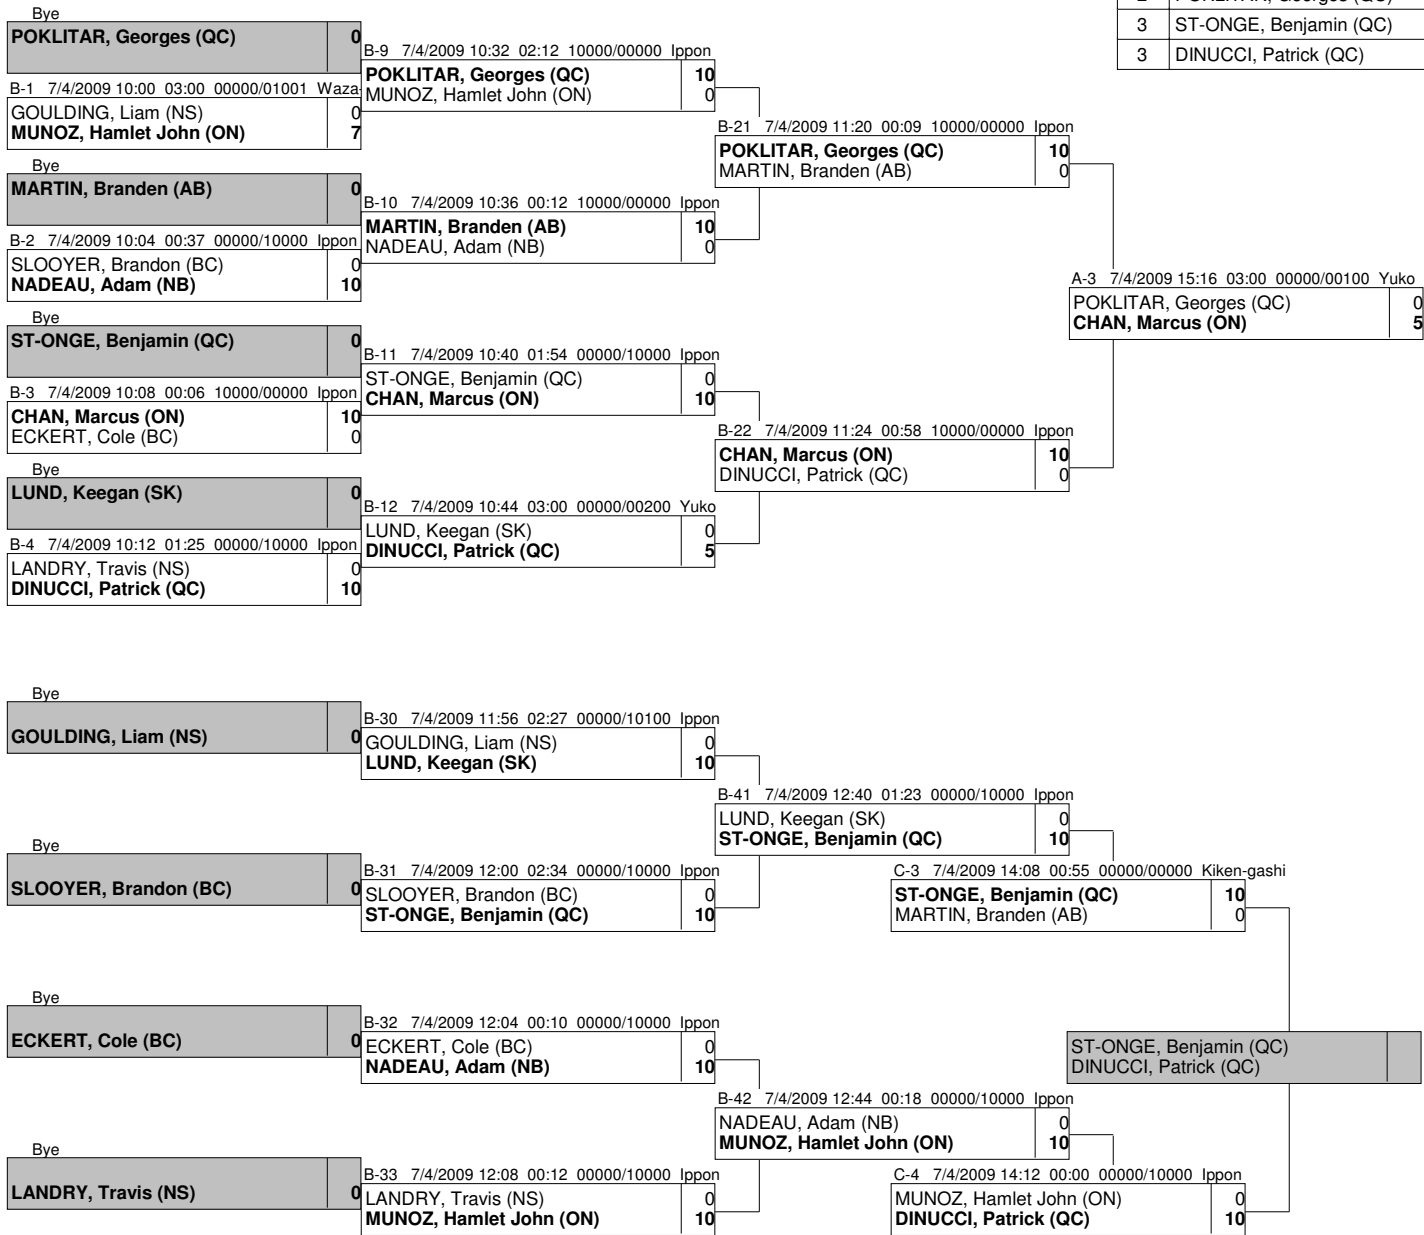 2 POKLITAR, Georges (QC)
3 ST-ONGE, Benjamin (QC)
3 DINUCCI, Patrick (QC)
Bye
POKLITAR, Georges (QC) 0
B-1 7/4/2009 10:00 03:00 00000/01001 Waza-
GOULDING, Liam (NS) 0
MUNOZ, Hamlet John (ON) 7
Bye
MARTIN, Branden (AB) 0
B-2 7/4/2009 10:04 00:37 00000/10000 Ippon
SLOOYER, Brandon (BC) 0
NADEAU, Adam (NB) 10
Bye
ST-ONGE, Benjamin (QC) 0
B-3 7/4/2009 10:08 00:06 10000/00000 Ippon
CHAN, Marcus (ON) 10
ECKERT, Cole (BC) 0
Bye
LUND, Keegan (SK) 0
B-4 7/4/2009 10:12 01:25 00000/10000 Ippon
LANDRY, Travis (NS) 0
DINUCCI, Patrick (QC) 10
B-9 7/4/2009 10:32 02:12 10000/00000 Ippon
POKLITAR, Georges (QC) 10
MUNOZ, Hamlet John (ON) 0
B-10 7/4/2009 10:36 00:12 10000/00000 Ippon
MARTIN, Branden (AB) 10
NADEAU, Adam (NB) 0
B-11 7/4/2009 10:40 01:54 00000/10000 Ippon
ST-ONGE, Benjamin (QC) 0
CHAN, Marcus (ON) 10
B-12 7/4/2009 10:44 03:00 00000/00200 Yuko
LUND, Keegan (SK) 0
DINUCCI, Patrick (QC) 5
B-21 7/4/2009 11:20 00:09 10000/00000 Ippon
POKLITAR, Georges (QC) 10
MARTIN, Branden (AB) 0
B-22 7/4/2009 11:24 00:58 10000/00000 Ippon
CHAN, Marcus (ON) 10
DINUCCI, Patrick (QC) 0
A-3 7/4/2009 15:16 03:00 00000/00100 Yuko
POKLITAR, Georges (QC) 0
CHAN, Marcus (ON) 5
Bye
GOULDING, Liam (NS) 0
Bye
SLOOYER, Brandon (BC) 0
Bye
ECKERT, Cole (BC) 0
Bye
LANDRY, Travis (NS) 0
B-30 7/4/2009 11:56 02:27 00000/10100 Ippon
GOULDING, Liam (NS) 0
LUND, Keegan (SK) 10
B-31 7/4/2009 12:00 02:34 00000/10000 Ippon
SLOOYER, Brandon (BC) 0
ST-ONGE, Benjamin (QC) 10
B-32 7/4/2009 12:04 00:10 00000/10000 Ippon
ECKERT, Cole (BC) 0
NADEAU, Adam (NB) 10
B-33 7/4/2009 12:08 00:12 00000/10000 Ippon
LANDRY, Travis (NS) 0
MUNOZ, Hamlet John (ON) 10
B-41 7/4/2009 12:40 01:23 00000/10000 Ippon
LUND, Keegan (SK) 0
ST-ONGE, Benjamin (QC) 10
B-42 7/4/2009 12:44 00:18 00000/10000 Ippon
NADEAU, Adam (NB) 0
MUNOZ, Hamlet John (ON) 10
C-3 7/4/2009 14:08 00:55 00000/00000 Kiken-gashi
ST-ONGE, Benjamin (QC) 10
MARTIN, Branden (AB) 0
C-4 7/4/2009 14:12 00:00 00000/10000 Ippon
MUNOZ, Hamlet John (ON) 0
DINUCCI, Patrick (QC) 10
ST-ONGE, Benjamin (QC)
DINUCCI, Patrick (QC)